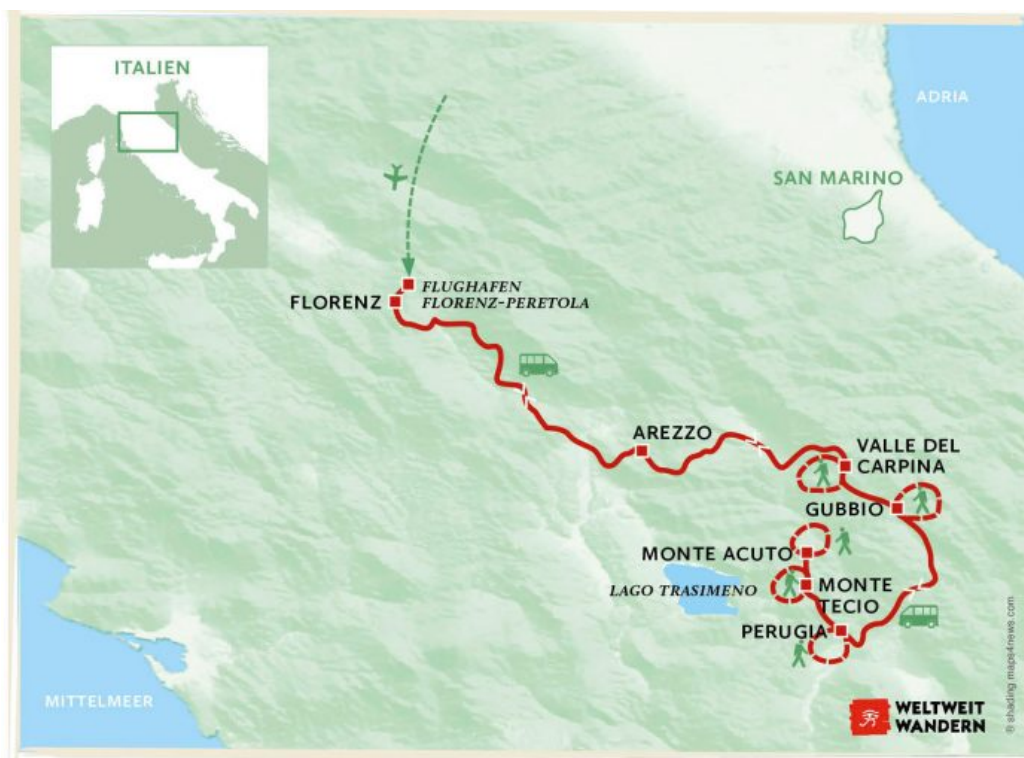 ITALIEN
ADRIA
SAN MARINO
FLUGHAFEN
FLORENZ-PERETOLA
FLORENZ
AREZZO
VALLE DEL
CARPINA
GUBBIO
MONTE ACUTO
LAGO TRASIMENO
MONTE
TECIO
PERUGIA
MITTELMEER
WELTWEIT
WANDERN
© shading maps4news.com